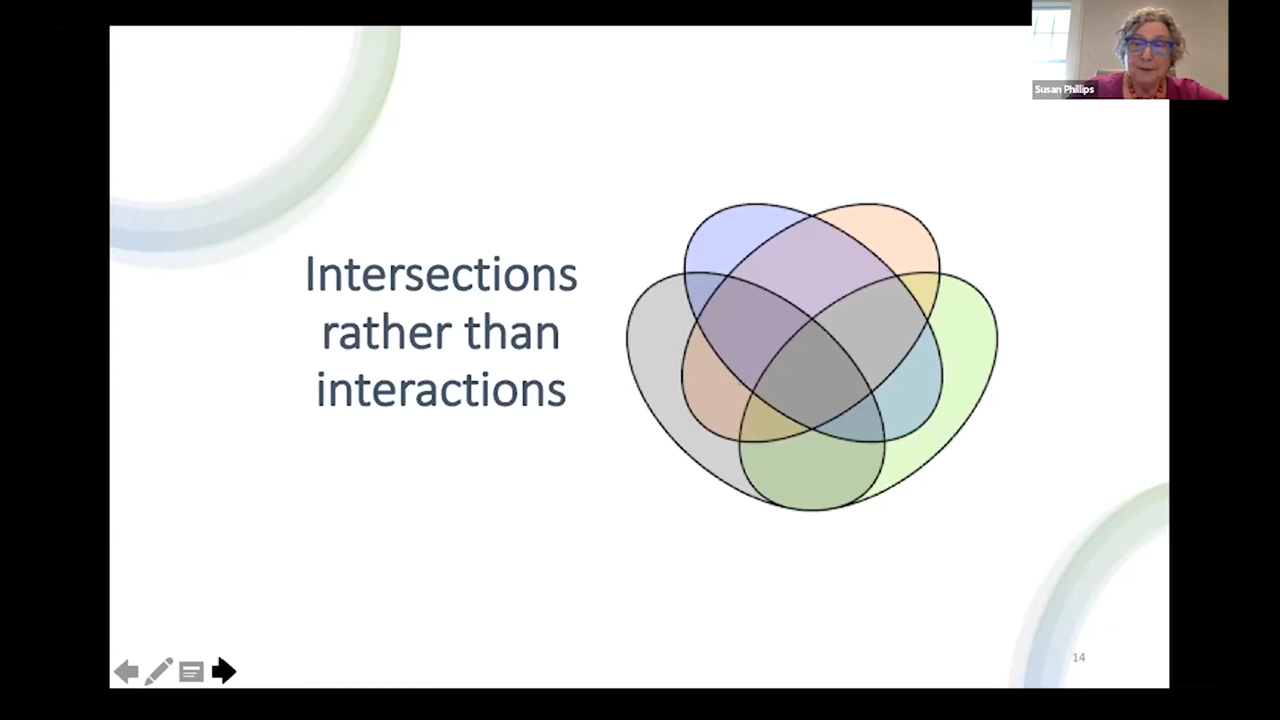 Susan Phillips
Intersections
rather than
interactions
14